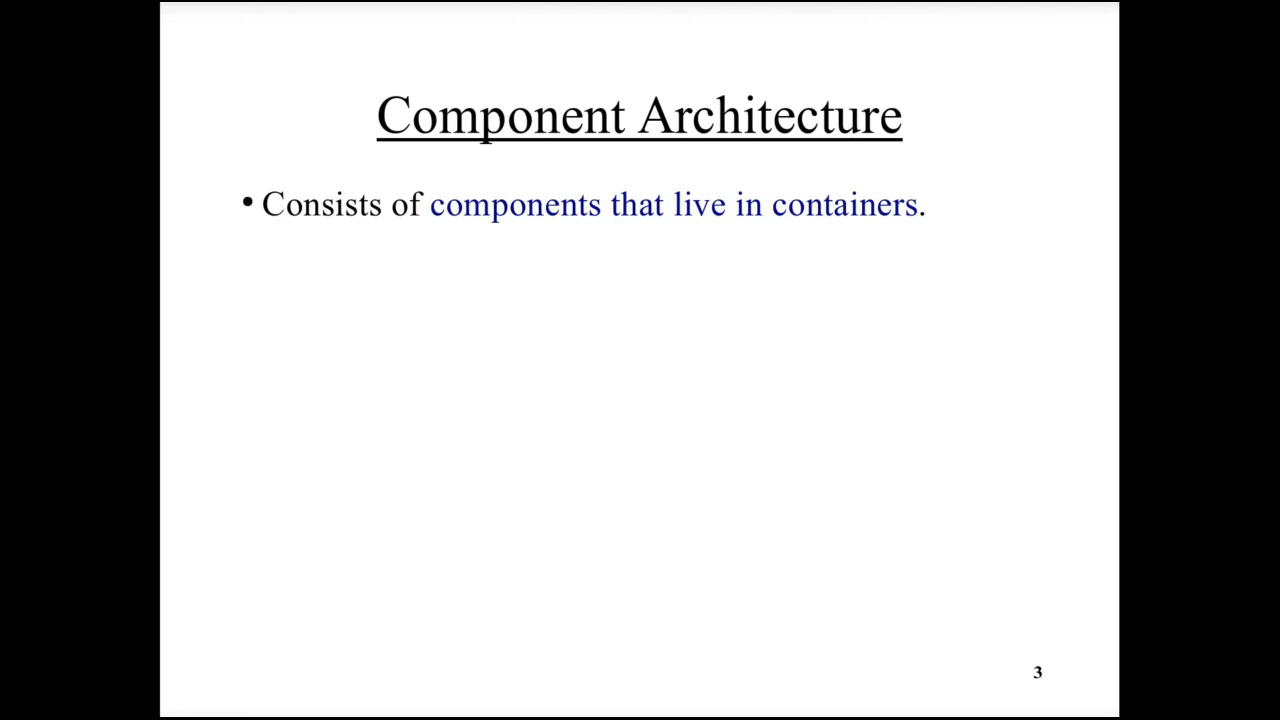 Component Architecture
• Consists of components that live in containers.
3